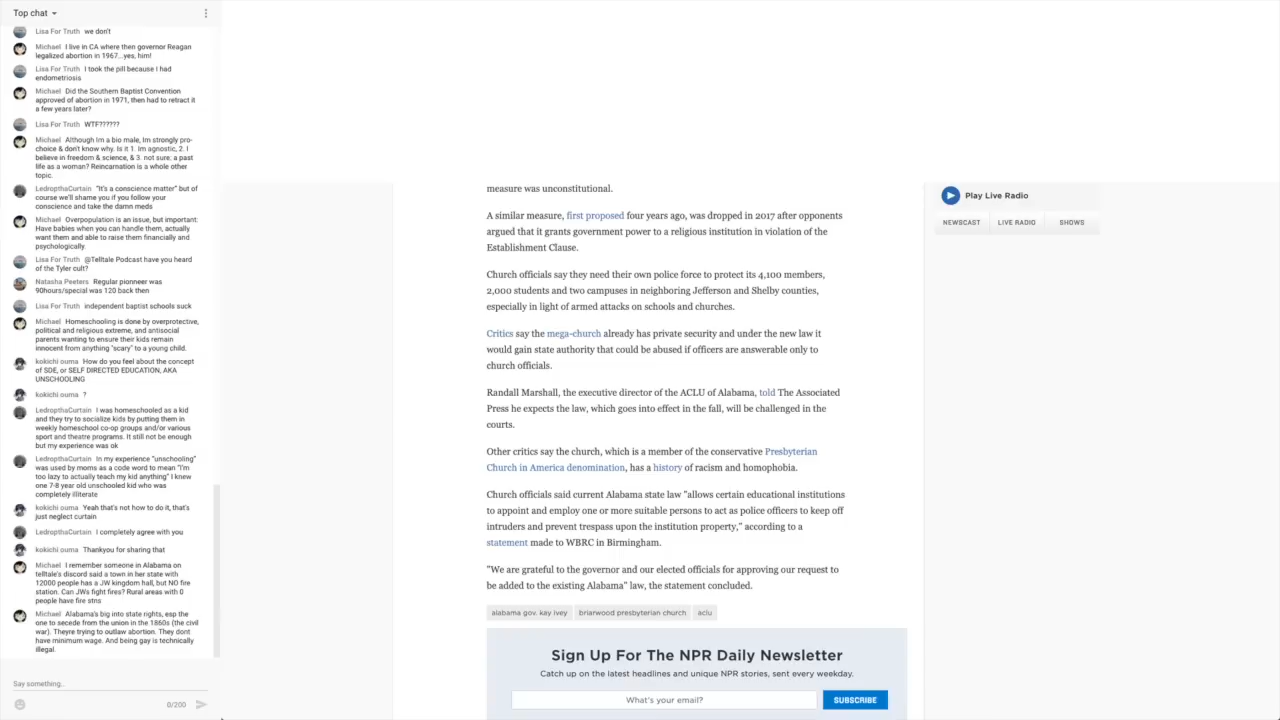 Top chat
Lisa For Truth we don't
Michael I live in CA where then governor Reagan
legalized abortion in 1967...yes, him!
Lisa For Truth I took the pill because I had
endometriosis
Michael Did the Southern Baptist Convention
approved of abortion in 1971, then had to retract it
a few years later?
Lisa For Truth WTF??????
Michael Although Im a bio male, Im strongly pro-
choice & don't know why. Is it 1. Im agnostic, 2. I
believe in freedom & science, & 3. not sure: a past
life as a woman? Reincarnation is a whole other
topic.
LedropthaCurtain "It's a conscience matter" but of
course we'll shame you if you follow your
conscience and take the damn meds
Michael Overpopulation is an issue, but important:
Have babies when you can handle them, actually
want them and able to raise them financially and
psychologically.
Lisa For Truth @Telltale Podcast have you heard
of the Tyler cult?
Natasha Peeters Regular pionneer was
90hours/special was 120 back then
Lisa For Truth independent baptist schools suck
Michael Homeschooling is done by overprotective,
political and religious extreme, and antisocial
parents wanting to ensure their kids remain
innocent from anything "scary" to a young child.
kokichi ouma How do you feel about the concept
of SDE, or SELF DIRECTED EDUCATION, AKA
UNSCHOOLING
kokichi ouma ?
LedropthaCurtain I was homeschooled as a kid
and they try to socialize kids by putting them in
weekly homeschool co-op groups and/or various
sport and theatre programs. It still not be enough
but my experience was ok
LedropthaCurtain In my experience "unschooling"
was used by moms as a code word to mean "I'm
too lazy to actually teach my kid anything" I knew
one 7-8 year old unschooled kid who was
completely illiterate
kokichi ouma Yeah that's not how to do it, that's
just neglect curtain
LedropthaCurtain I completely agree with you
kokichi ouma Thankyou for sharing that
Michael I remember someone in Alabama on
telltale's discord said a town in her state with
12000 people has a JW kingdom hall, but NO fire
station. Can JWs fight fires? Rural areas with 0
people have fire stns
Michael Alabama's big into state rights, esp the
one to secede from the union in the 1860s (the civil
war). Theyre trying to outlaw abortion. They dont
have minimum wage. And being gay is technically
illegal.
Say something...
0/200
measure was unconstitutional.
A similar measure, first proposed four years ago, was dropped in 2017 after opponents
argued that it grants government power to a religious institution in violation of the
Establishment Clause.
Church officials say they need their own police force to protect its 4,100 members,
2,000 students and two campuses in neighboring Jefferson and Shelby counties,
especially in light of armed attacks on schools and churches.
Critics say the mega-church already has private security and under the new law it
would gain state authority that could be abused if officers are answerable only to
church officials.
Randall Marshall, the executive director of the ACLU of Alabama, told The Associated
Press he expects the law, which goes into effect in the fall, will be challenged in the
courts.
Other critics say the church, which is a member of the conservative Presbyterian
Church in America denomination, has a history of racism and homophobia.
Church officials said current Alabama state law "allows certain educational institutions
to appoint and employ one or more suitable persons to act as police officers to keep off
intruders and prevent trespass upon the institution property," according to a
statement made to WBRC in Birmingham.
"We are grateful to the governor and our elected officials for approving our request to
be added to the existing Alabama" law, the statement concluded.
alabama gov. kay ivey briarwood presbyterian church aclu
Sign Up For The NPR Daily Newsletter
Catch up on the latest headlines and unique NPR stories, sent every weekday.
What's your email? SUBSCRIBE
Play Live Radio
NEWSCAST LIVE RADIO SHOWS